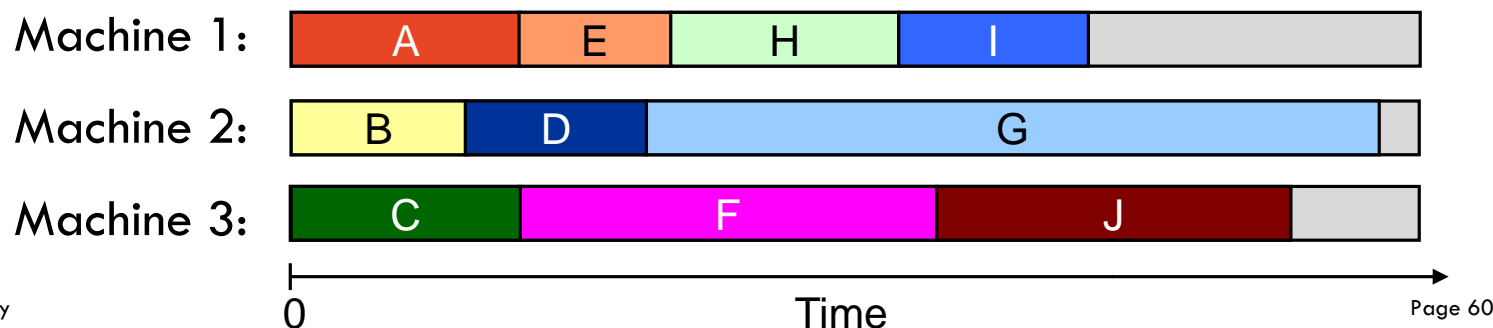 Machine 1: A E H I
Machine 2: B D G
Machine 3: C F J
y 0 Time Page 60